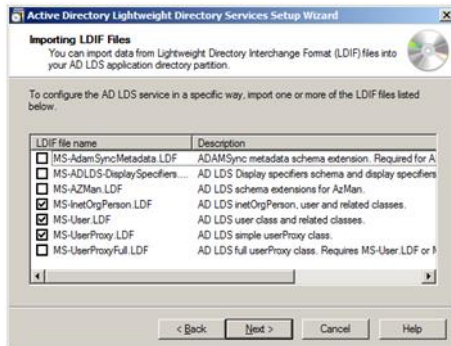 Active Directory Lightweight Directory Services Setup Wizard
Importing LDIF Files
You can import data from Lightweight Directory Interchange Format (LDIF) files into
your AD LDS application directory partition.
To configure the AD LDS service in a specific way, import one or more of the LDIF files listed
below.
LDIF file name Description
MS-AdamSyncMetadata.LDF ADAMSync metadata schema extension. Required for A
MS-ADLDS-DisplaySpecifiers.... AD LDS Display specifiers schema and display specifiers
MS-AZMan.LDF AD LDS schema extensions for AzMan.
MS-InetOrgPerson.LDF AD LDS inetOrgPerson, user and related classes.
MS-User.LDF AD LDS user class and related classes.
MS-UserProxy.LDF AD LDS simple userProxy class.
MS-UserProxyFull.LDF AD LDS full userProxy class. Requires MS-User.LDF or M
< Back Next > Cancel Help